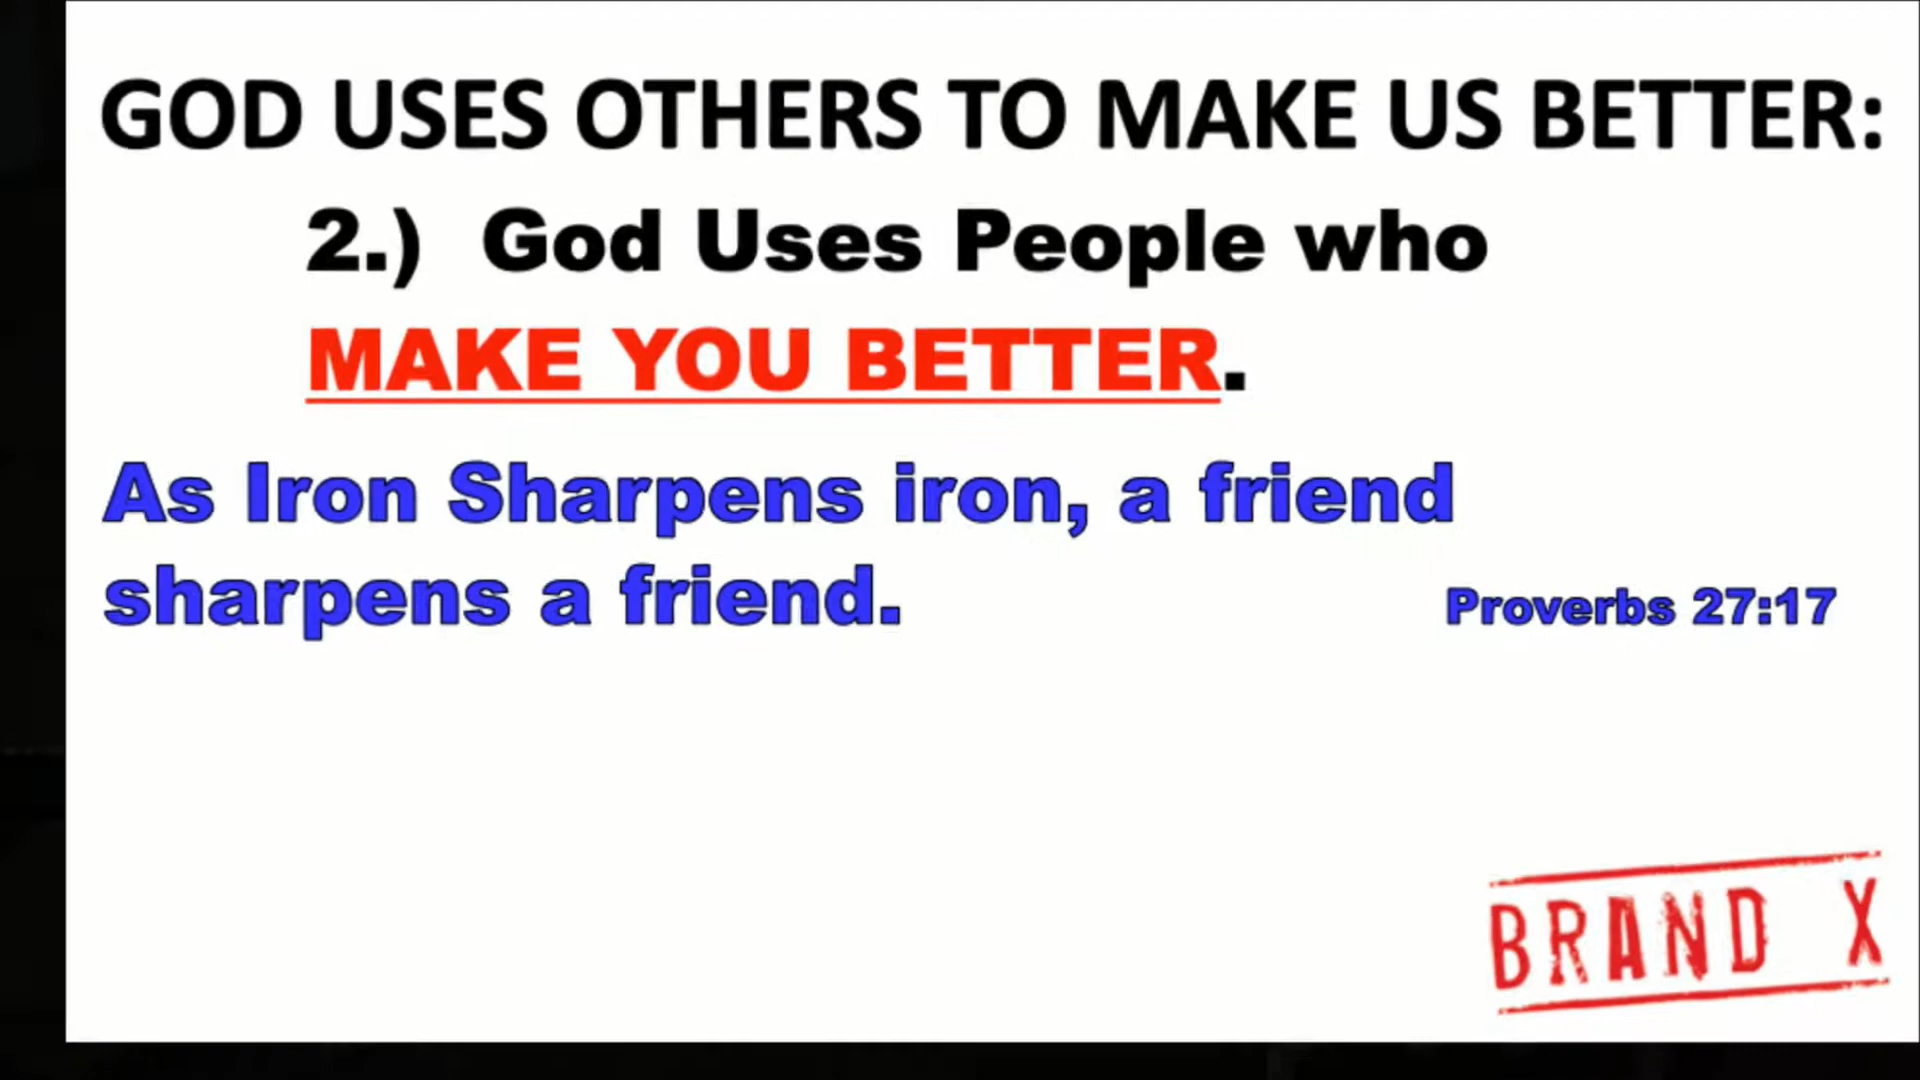 GOD USES OTHERS TO MAKE US BETTER:
2.) God Uses People who
MAKE YOU BETTER.
As Iron Sharpens iron, a friend
sharpens a friend.
Proverbs 27:17
BRAND X